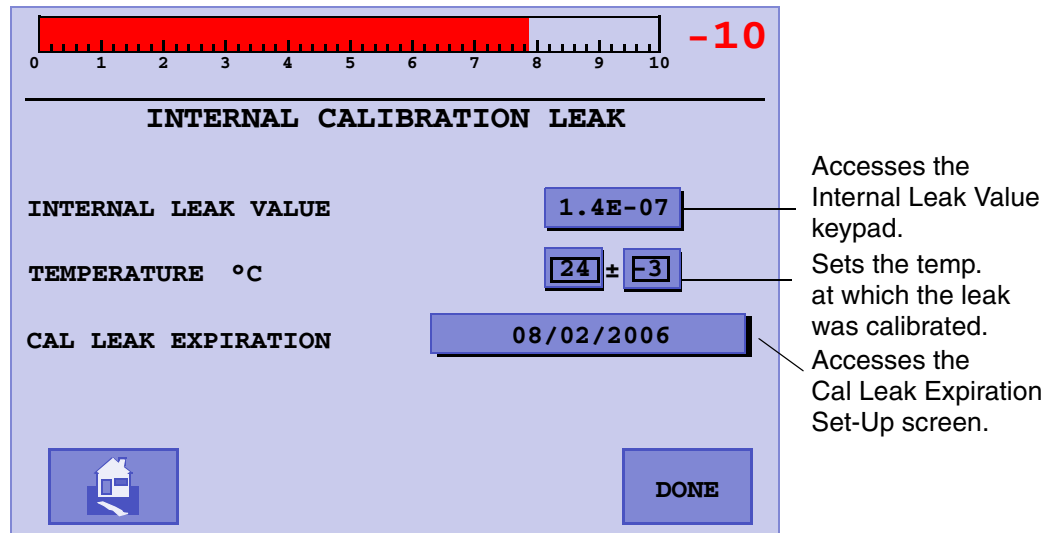 -10
0 1 2 3 4 5 6 7 8 9 10
INTERNAL CALIBRATION LEAK
INTERNAL LEAK VALUE 1.4E-07
Accesses the
Internal Leak Value
keypad.
TEMPERATURE °C 24 ± -3
Sets the temp.
at which the leak
was calibrated.
CAL LEAK EXPIRATION 08/02/2006
Accesses the
Cal Leak Expiration
Set-Up screen.
DONE